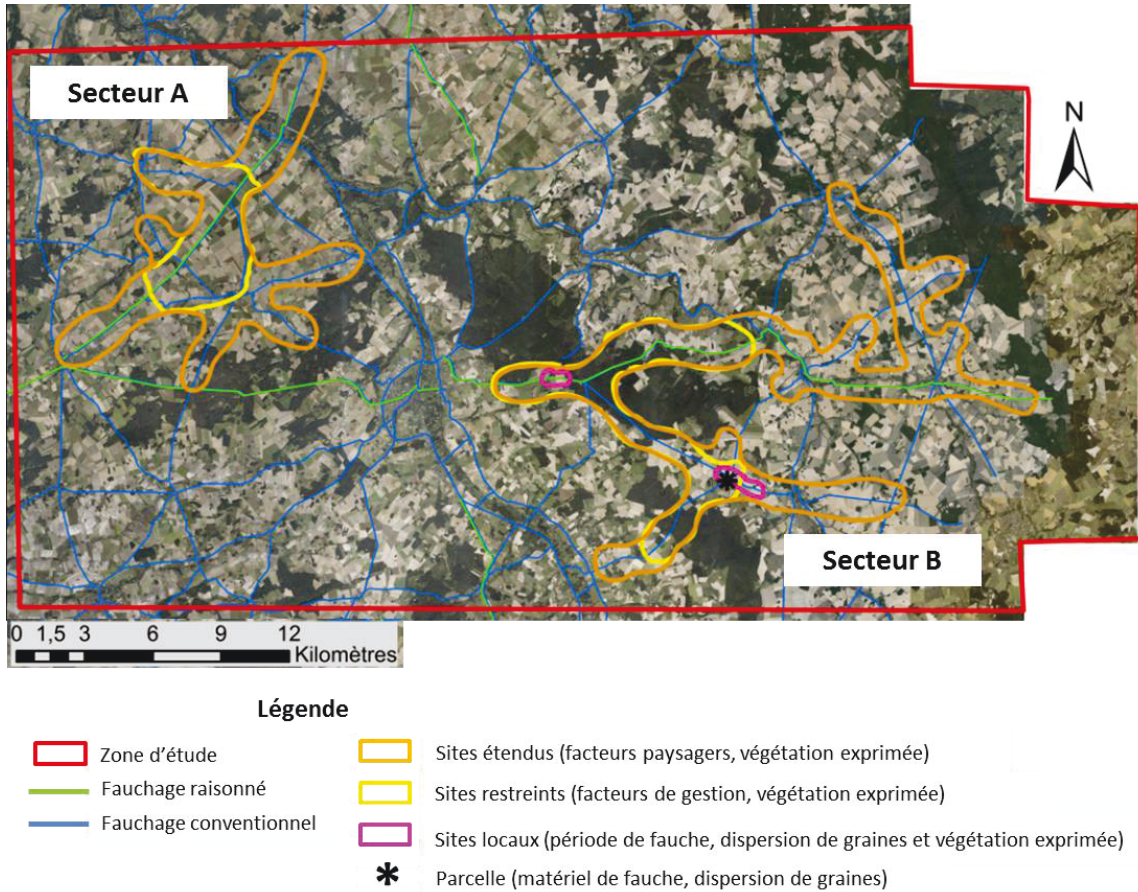 Secteur A
N
Secteur B
0 1,5 3 6 9 12
Kilomètres
Légende
Zone d'étude
Fauchage raisonné
Fauchage conventionnel
Sites étendus (facteurs paysagers, végétation exprimée)
Sites restreints (facteurs de gestion, végétation exprimée)
Sites locaux (période de fauche, dispersion de graines et végétation exprimée)
Parcelle (matériel de fauche, dispersion de graines)